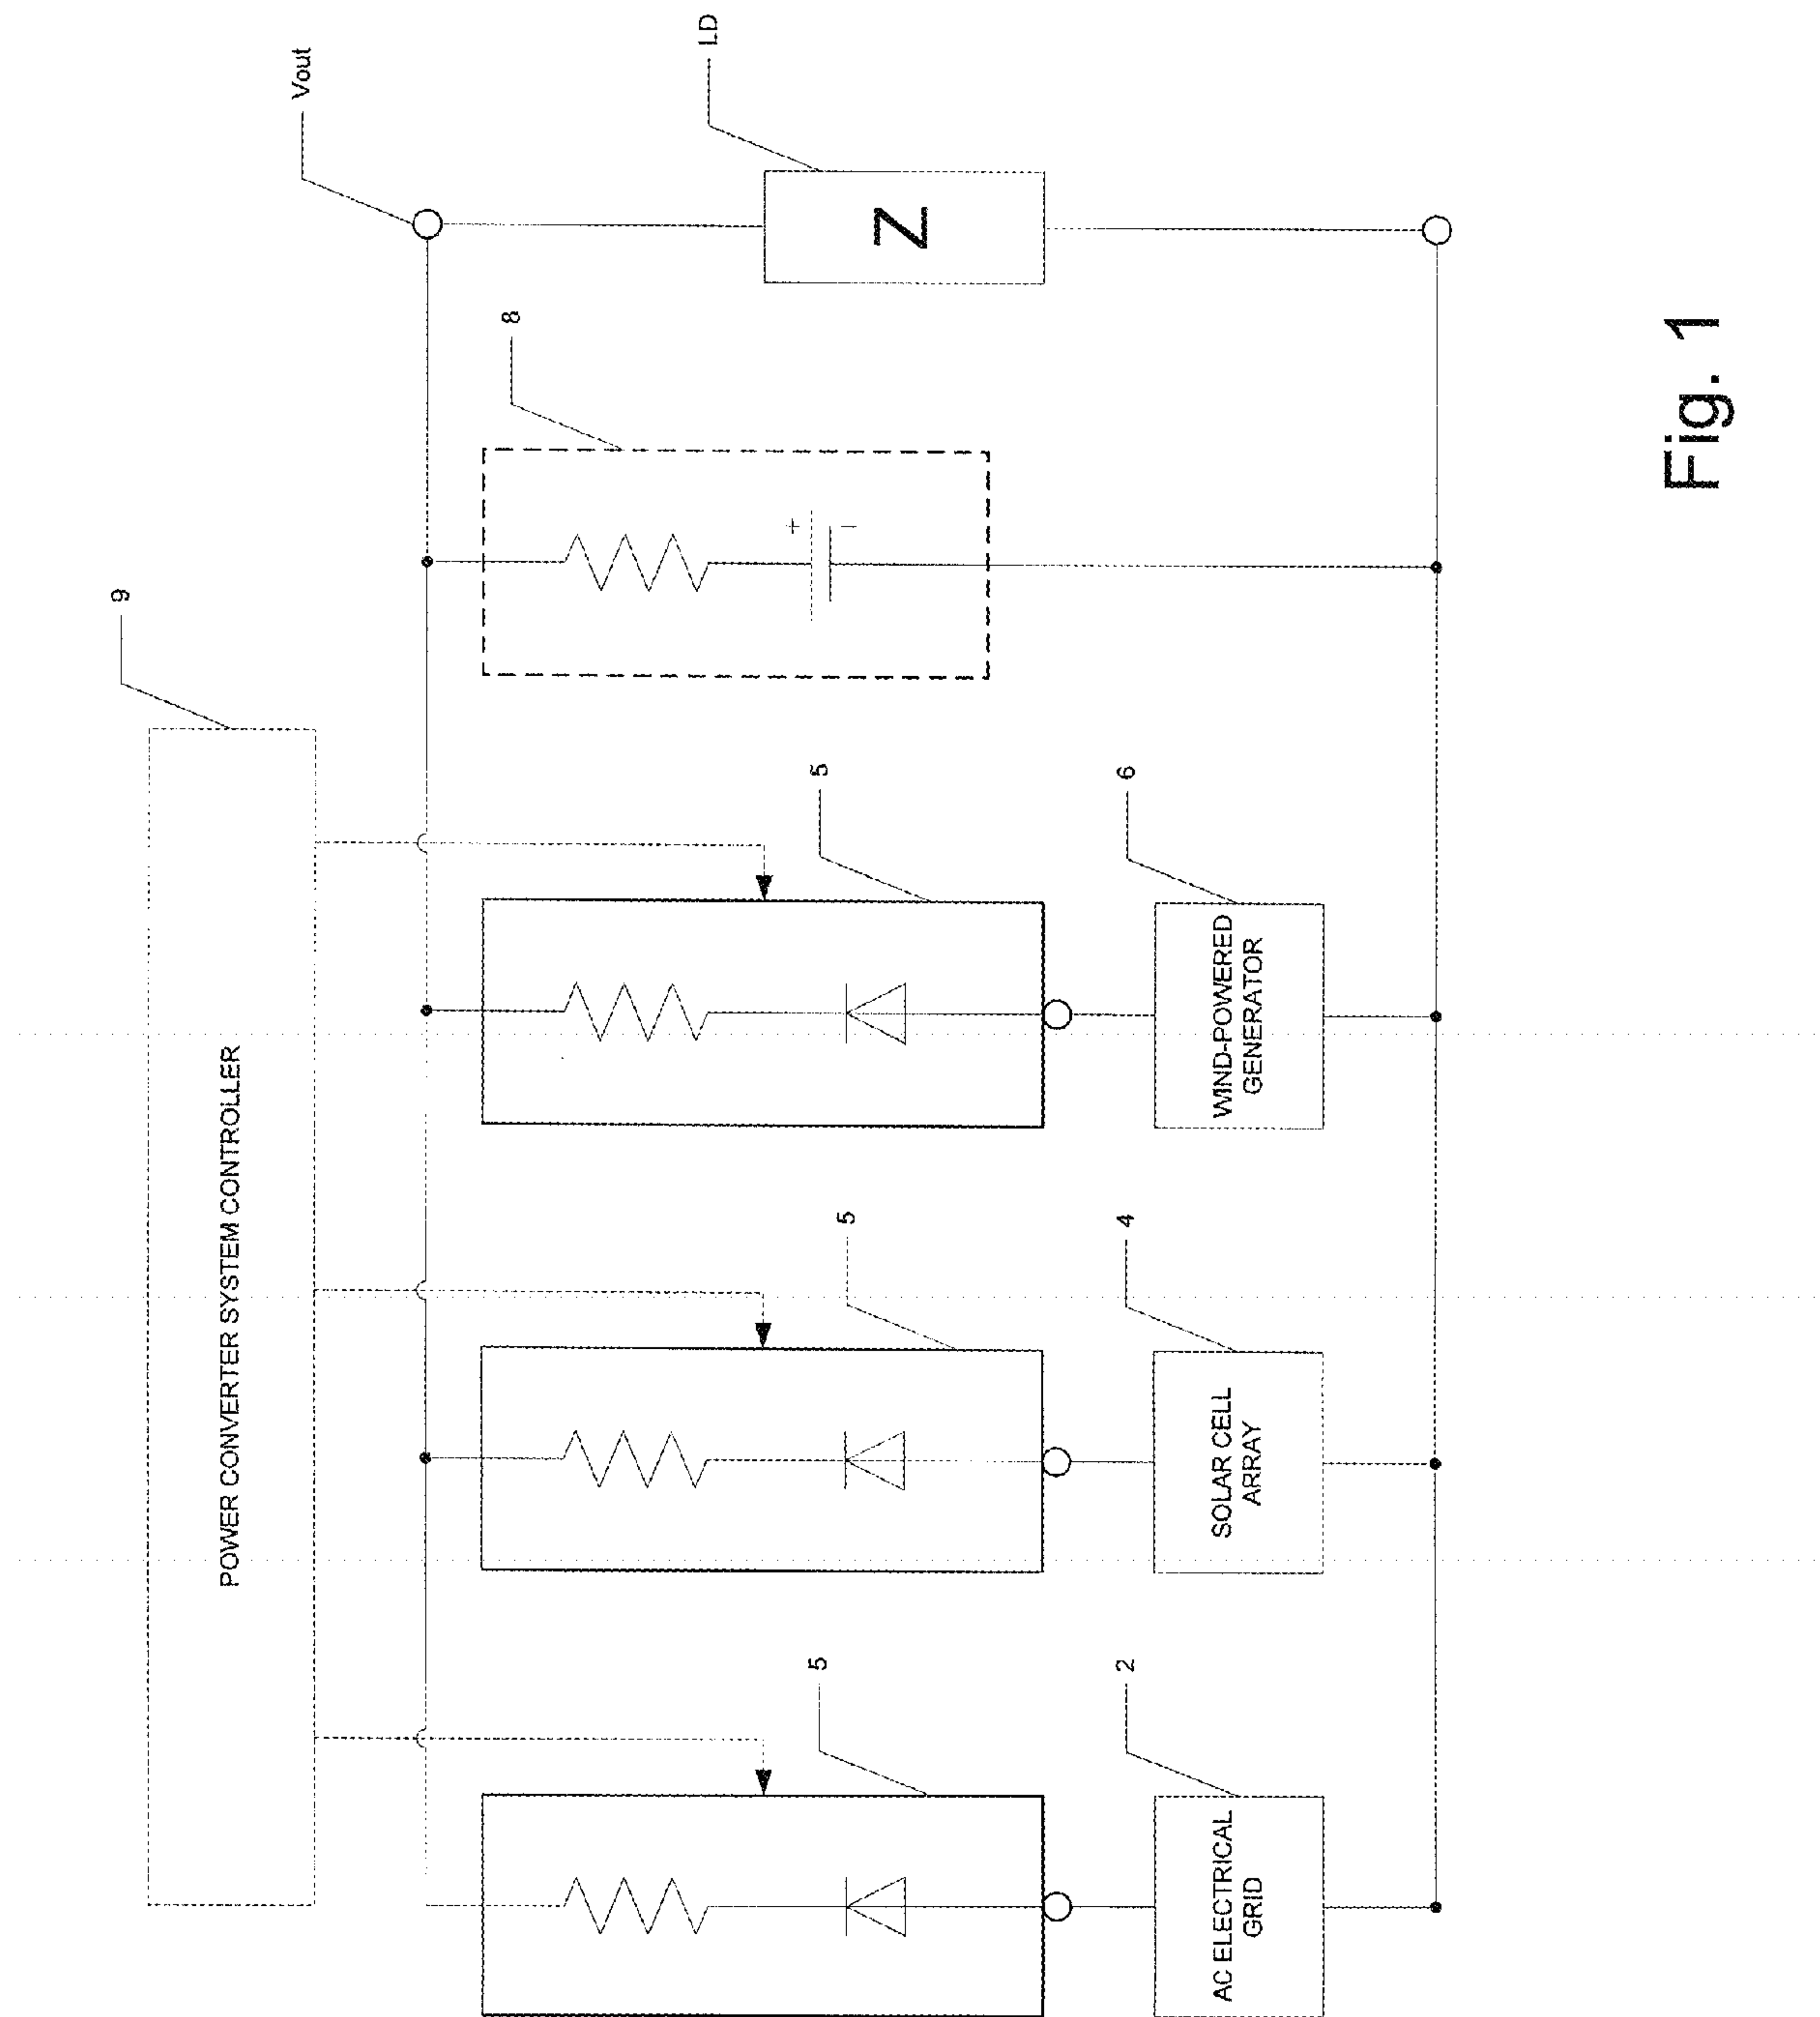 Vout
LD
Z
8
9
POWER CONVERTER SYSTEM CONTROLLER
5
6
WIND-POWERED
GENERATOR
5
4
SOLAR CELL
ARRAY
5
2
AC ELECTRICAL
GRID
+
-
Fig. 1